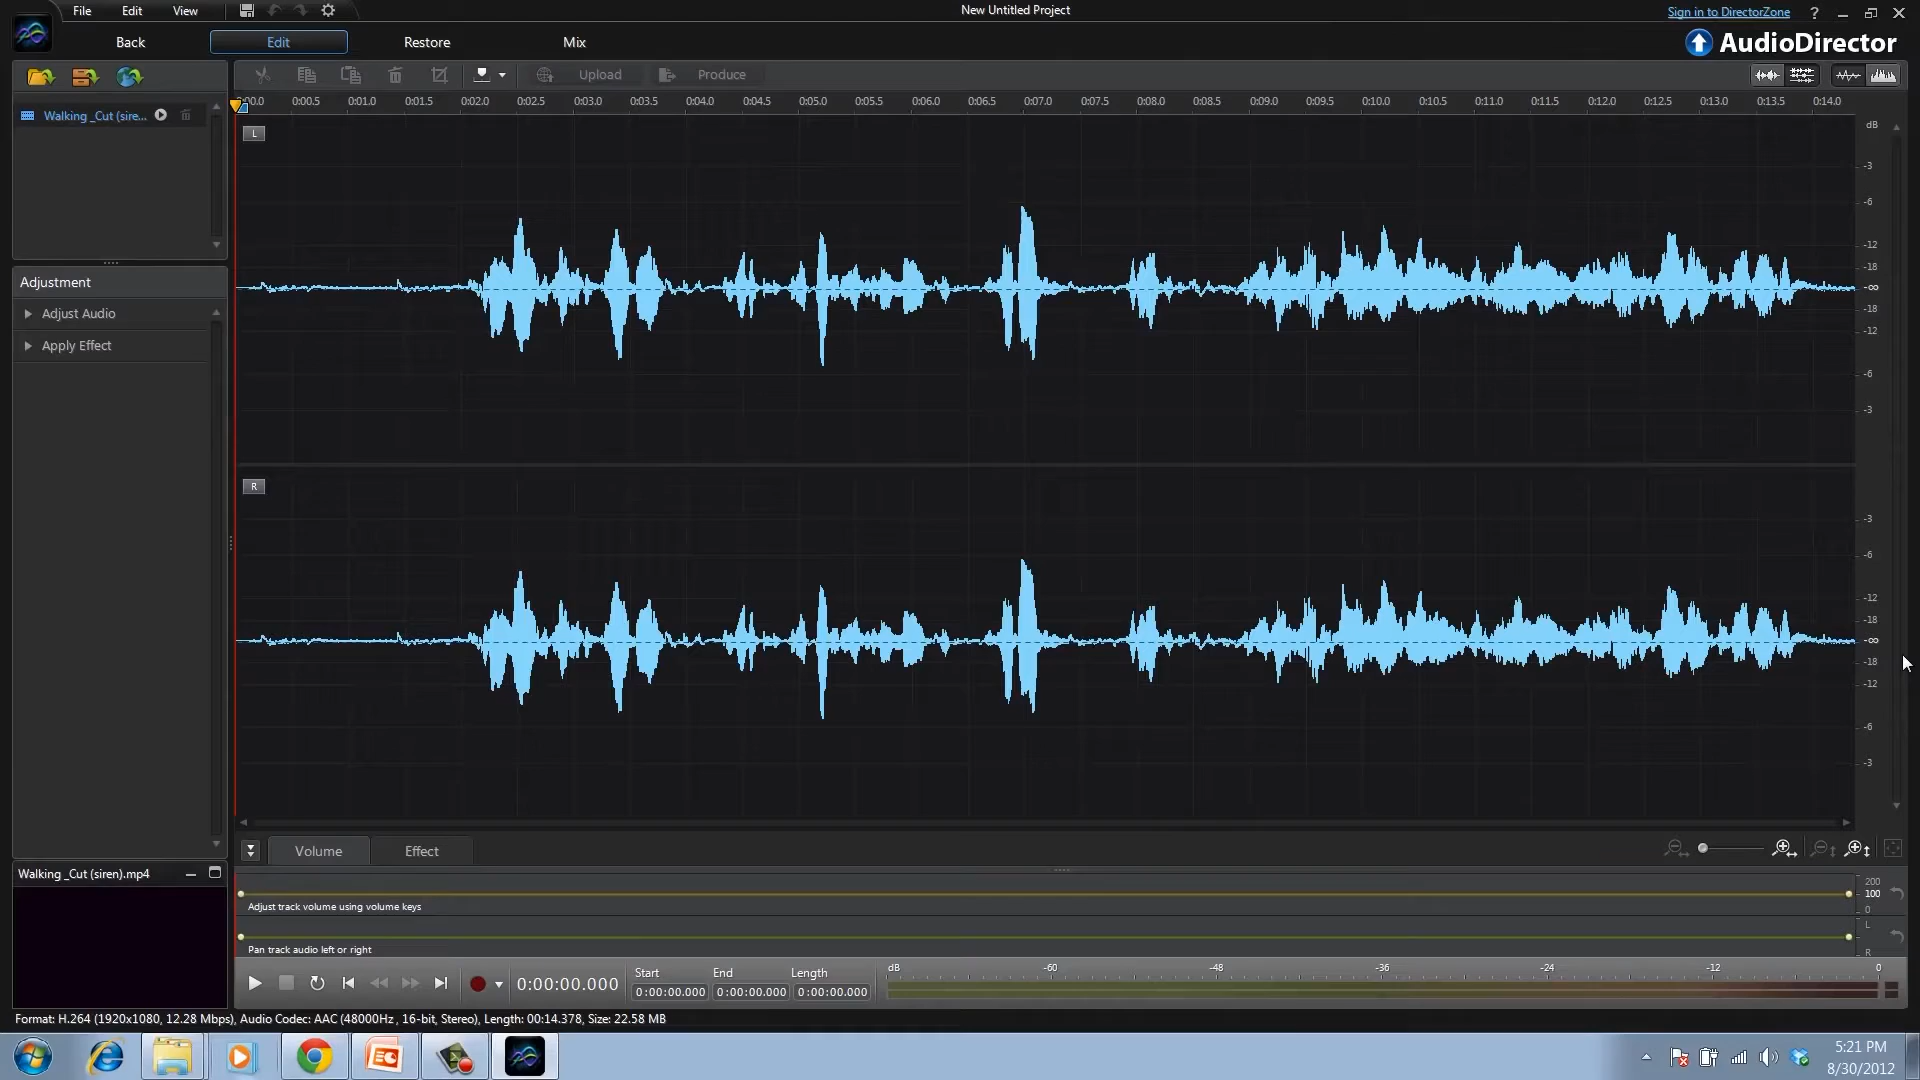 File Edit View
New Untitled Project
Sign in to DirectorZone ?
Back Edit Restore Mix
AudioDirector
Upload Produce
0:00.0 0:00.5 0:01.0 0:01.5 0:02.0 0:02.5 0:03.0 0:03.5 0:04.0 0:04.5 0:05.0 0:05.5 0:06.0 0:06.5 0:07.0 0:07.5 0:08.0 0:08.5 0:09.0 0:09.5 0:10.0 0:10.5 0:11.0 0:11.5 0:12.0 0:12.5 0:13.0 0:13.5 0:14.0
Walking _Cut (sire...
L
dB
-3
-6
-12
-18
-∞
-18
-12
-6
-3
Adjustment
Adjust Audio
Apply Effect
R
-3
-6
-12
-18
-∞
-18
-12
-6
-3
Volume Effect
Walking _Cut (siren).mp4
200
100
0
Adjust track volume using volume keys
L
R
Pan track audio left or right
Start End Length
0:00:00.000
0:00:00.000 0:00:00.000 0:00:00.000
dB -60 -48 -36 -24 -12 0
Format: H.264 (1920x1080, 12.28 Mbps), Audio Codec: AAC (48000Hz , 16-bit, Stereo), Length: 00:14.378, Size: 22.58 MB
5:21 PM
8/30/2012